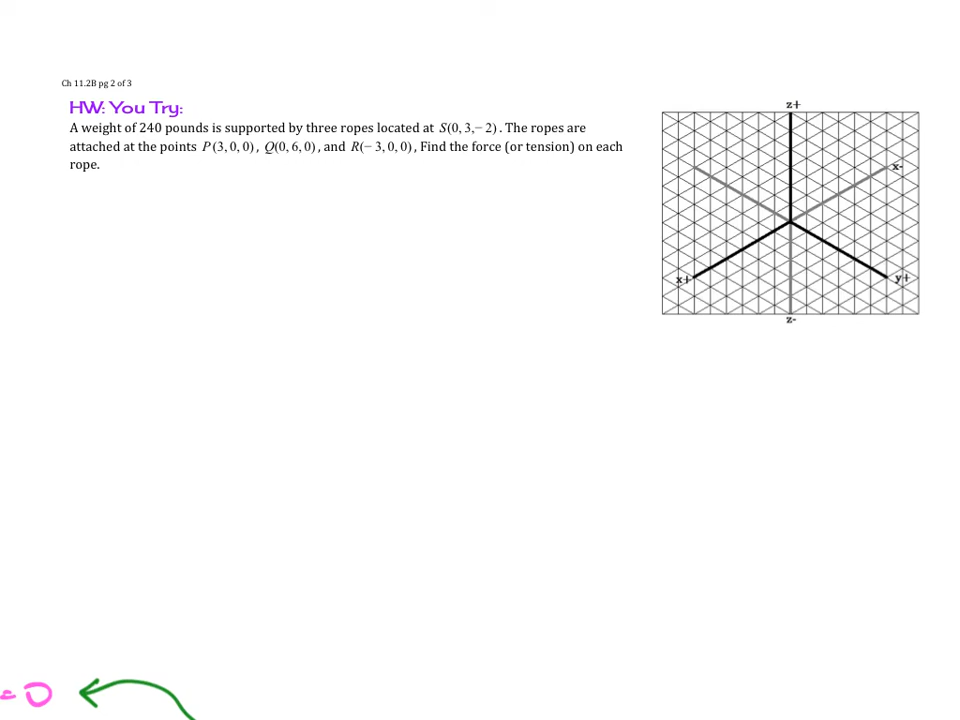 Ch 11.2B pg 2 of 3
HW: You Try:
A weight of 240 pounds is supported by three ropes located at S(0, 3,− 2). The ropes are
attached at the points P(3, 0, 0), Q(0, 6, 0), and R(− 3, 0, 0), Find the force (or tension) on each
rope.
z+
x-
x+
y+
z-
= 0